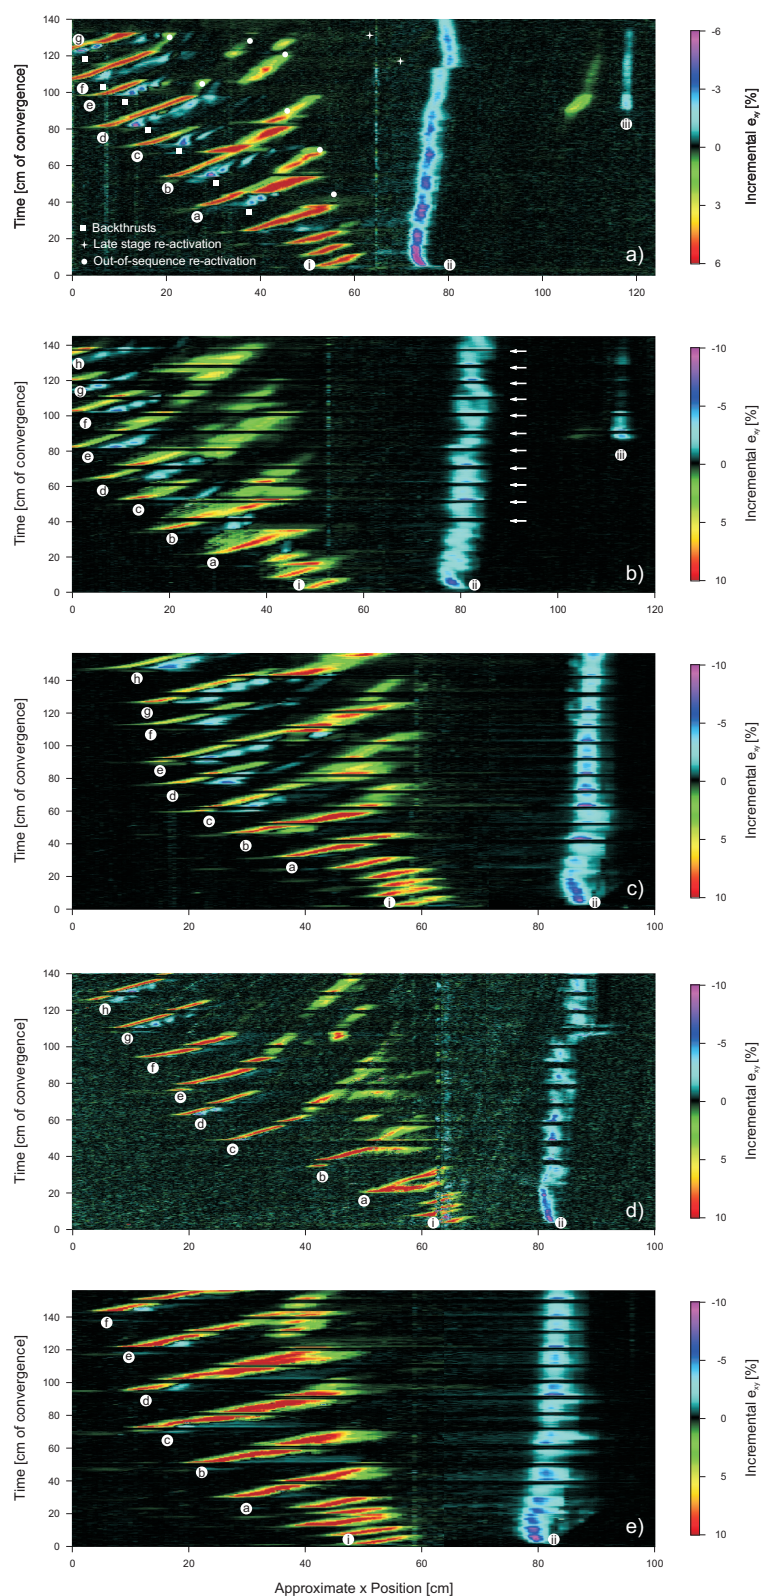 140
120
100
80
60
40
20
0
Time [cm of convergence]
g
f
e
d
c
b
a
i
ii
iii
Backthrusts
Late stage re-activation
Out-of-sequence re-activation
a)
0 20 40 60 80 100 120
-6
-3
0
3
6
Incremental exy [%]
140
120
100
80
60
40
20
0
Time [cm of convergence]
h
g
f
e
d
c
b
a
i
ii
iii
b)
0 20 40 60 80 100 120
-10
-5
0
5
10
Incremental exy [%]
140
120
100
80
60
40
20
0
Time [cm of convergence]
h
g
f
e
d
c
b
a
i
ii
c)
0 20 40 60 80 100
-10
-5
0
5
10
Incremental exy [%]
140
120
100
80
60
40
20
0
Time [cm of convergence]
h
g
f
e
d
c
b
a
i
ii
d)
0 20 40 60 80 100
-10
-5
0
5
10
Incremental exy [%]
140
120
100
80
60
40
20
0
Time [cm of convergence]
f
e
d
c
b
a
i
ii
e)
0 20 40 60 80 100
-10
-5
0
5
10
Incremental exy [%]
Approximate x Position [cm]